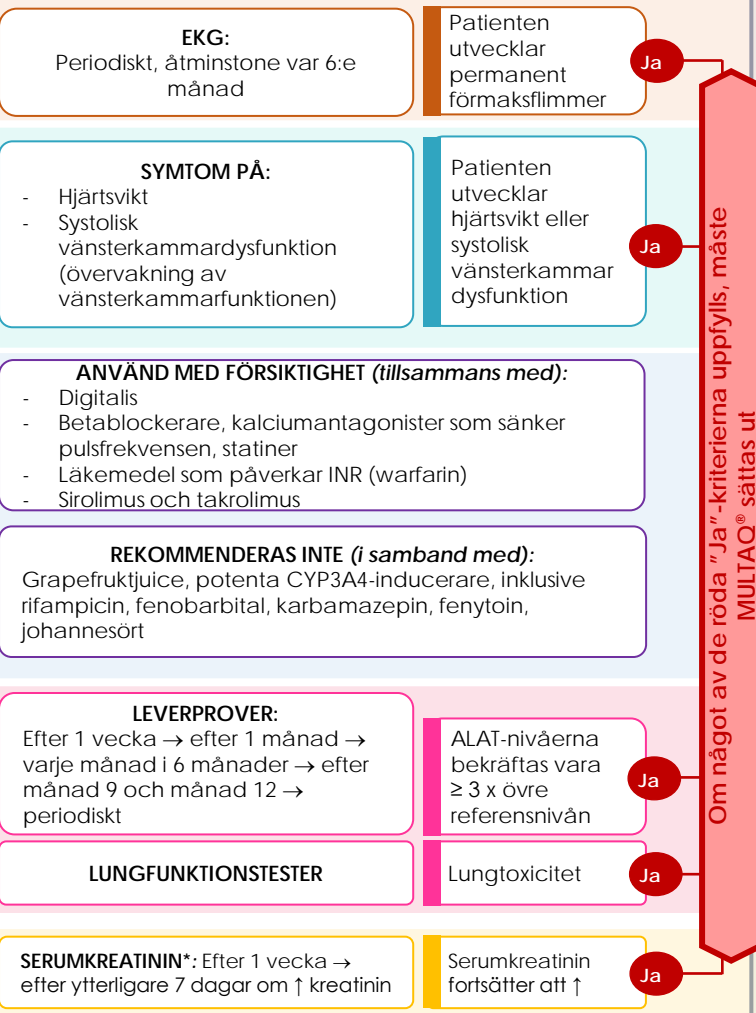 EKG:
Periodiskt, åtminstone var 6:e
månad
Patienten
utvecklar
permanent
förmaksflimmer
Ja
SYMTOM PÅ:
- Hjärtsvikt
- Systolisk
vänsterkammardysfunktion
(övervakning av
vänsterkammarfunktionen)
Patienten
utvecklar
hjärtsvikt eller
systolisk
vänsterkammar
dysfunktion
Ja
ANVÄND MED FÖRSIKTIGHET (tillsammans med):
- Digitalis
- Betablockerare, kalciumantagonister som sänker
pulsfrekvensen, statiner
- Läkemedel som påverkar INR (warfarin)
- Sirolimus och takrolimus
REKOMMENDERAS INTE (i samband med):
Grapefruktjuice, potenta CYP3A4-inducerare, inklusive
rifampicin, fenobarbital, karbamazepin, fenytoin,
johannesört
LEVERPROVER:
Efter 1 vecka → efter 1 månad →
varje månad i 6 månader → efter
månad 9 och månad 12 →
periodiskt
ALAT-nivåerna
bekräftas vara
≥ 3 x övre
referensnivån
Ja
LUNGFUNKTIONSTESTER
Lungtoxicitet
Ja
SERUMKREATININ*: Efter 1 vecka →
efter ytterligare 7 dagar om ↑ kreatinin
Serumkreatinin
fortsätter att ↑
Ja
Om något av de röda "Ja"-kriterierna uppfylls, måste
MULTAQ® sättas ut